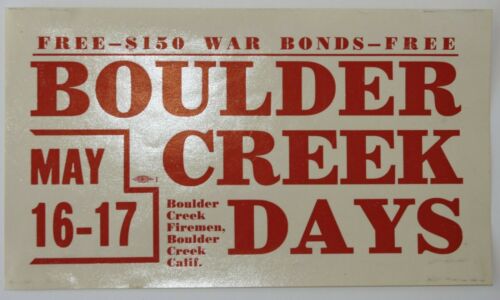 FREE–$150 WAR BONDS–FREE
BOULDER
CREEK
DAYS
MAY
16-17
Boulder
Creek
Firemen,
Boulder
Creek
Calif.